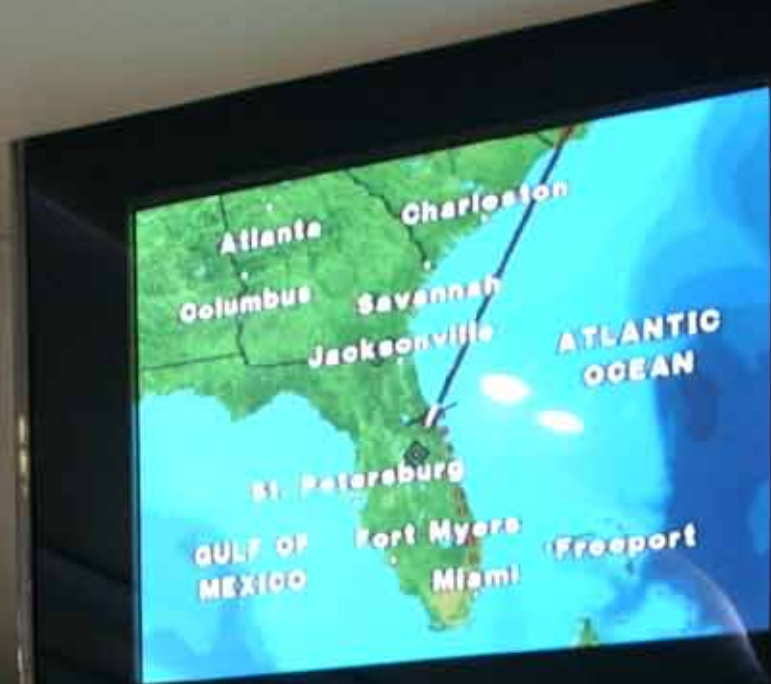 Charleston
Atlanta
Columbus
Savannah
Jacksonville
ATLANTIC
OCEAN
St. Petersburg
GULF OF
MEXICO
Fort Myers
Freeport
Miami